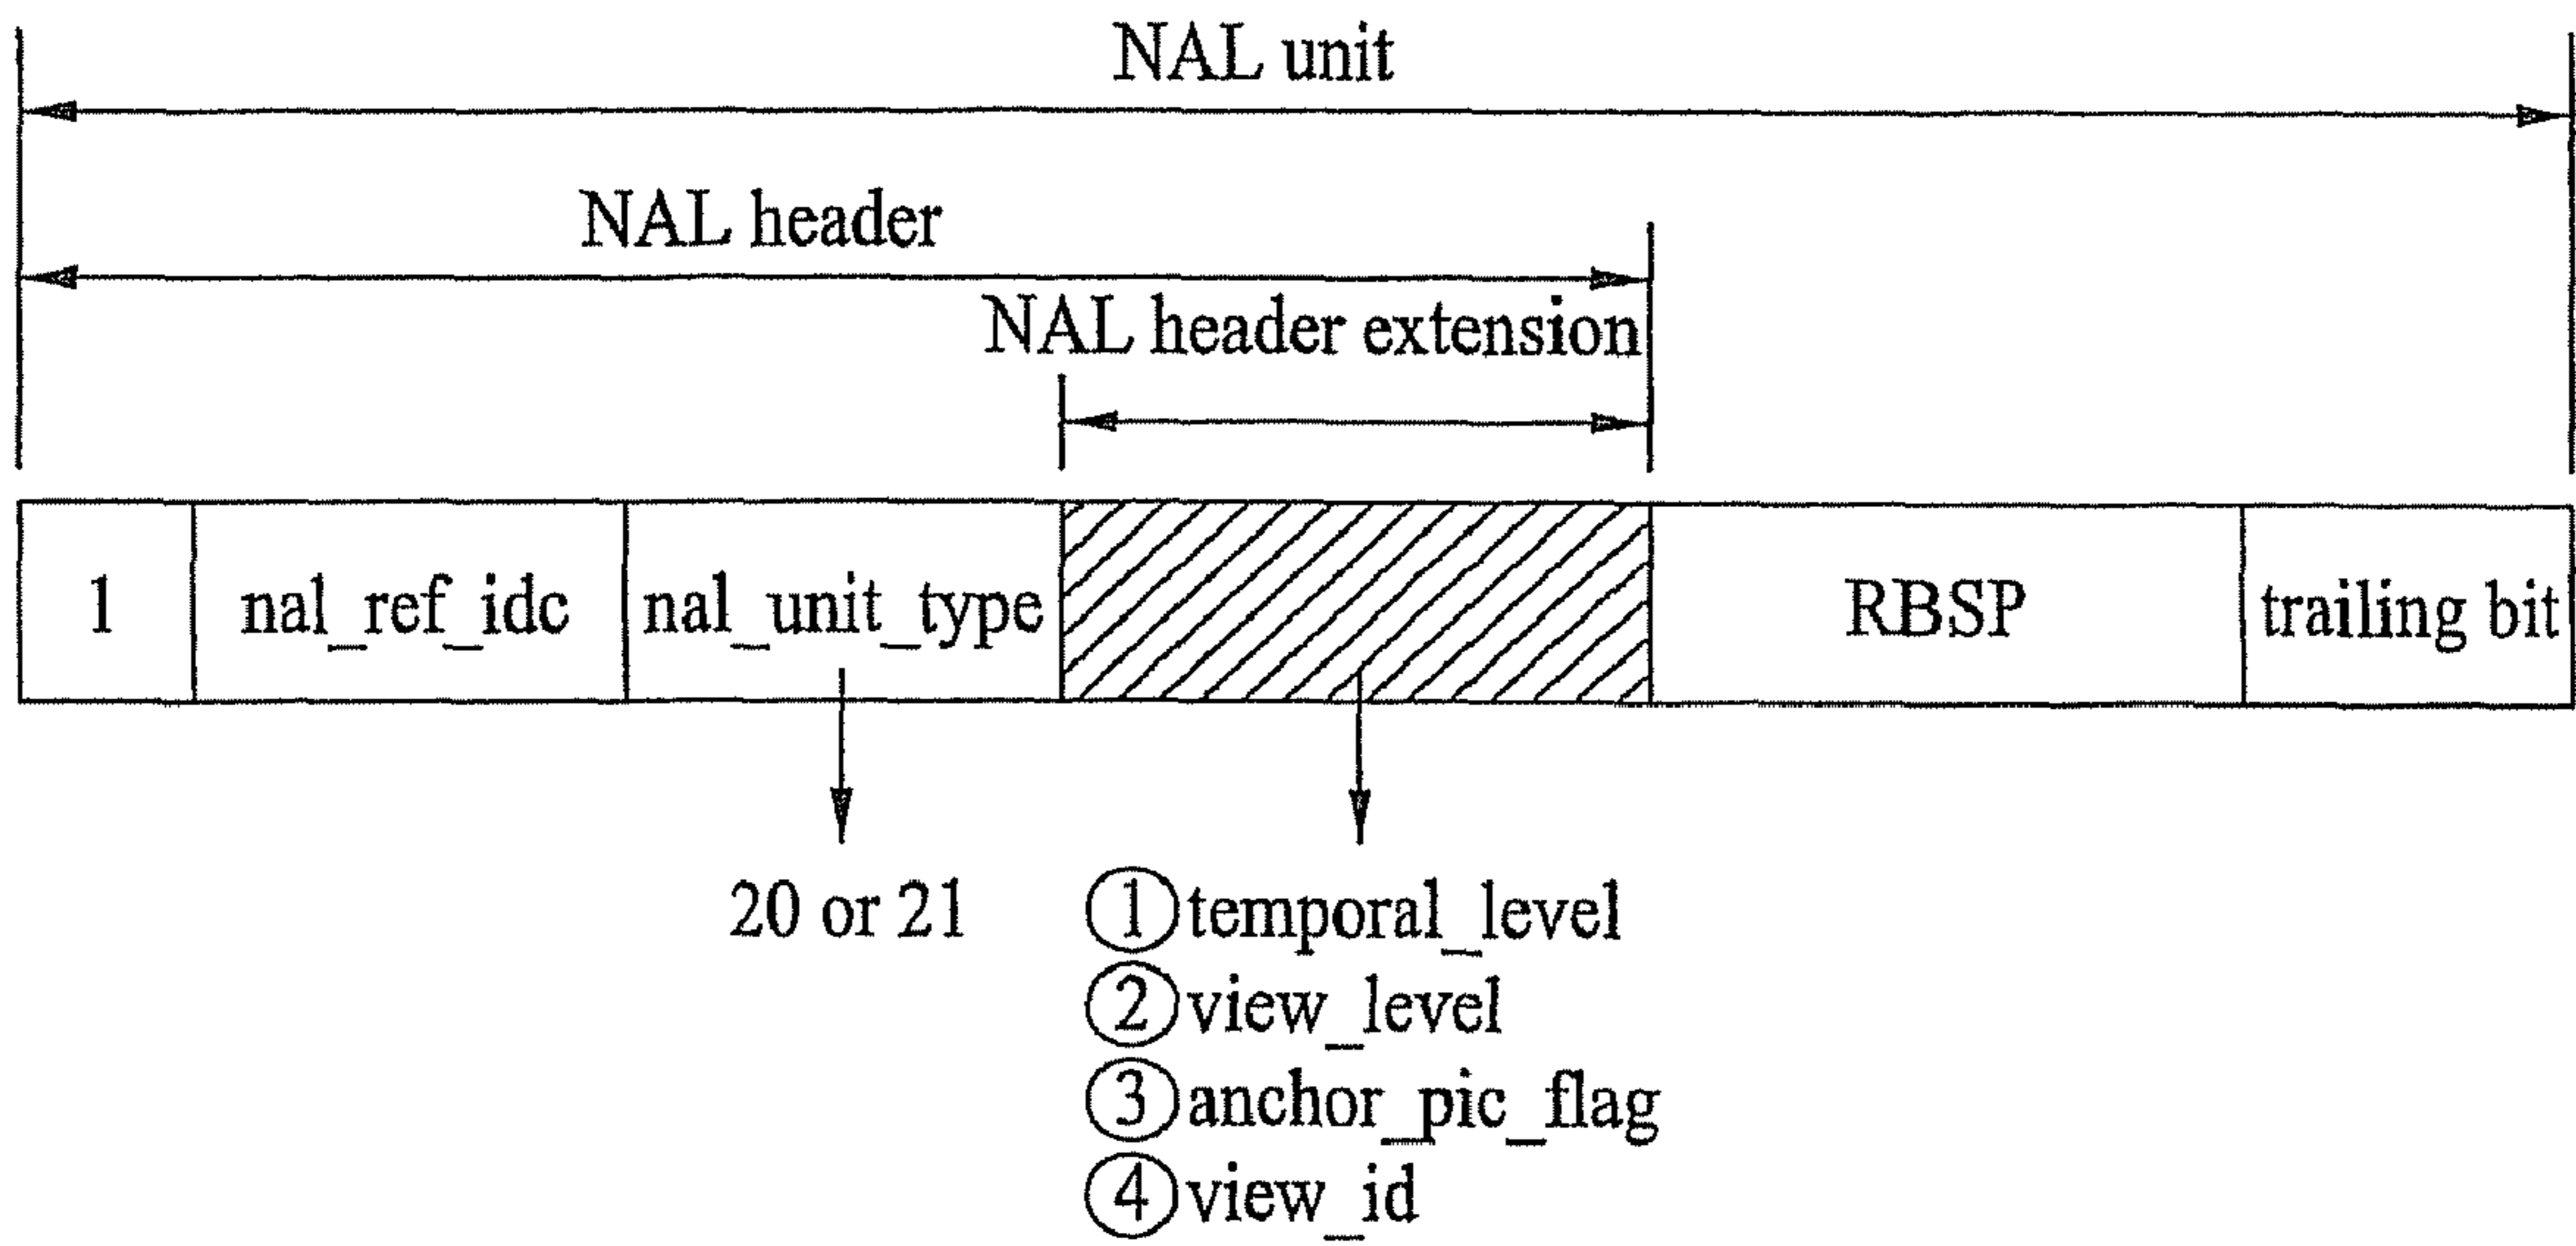 NAL unit
NAL header
NAL header extension
1 nal_ref_idc nal_unit_type RBSP trailing bit
20 or 21
①temporal_level
②view_level
③anchor_pic_flag
④view_id